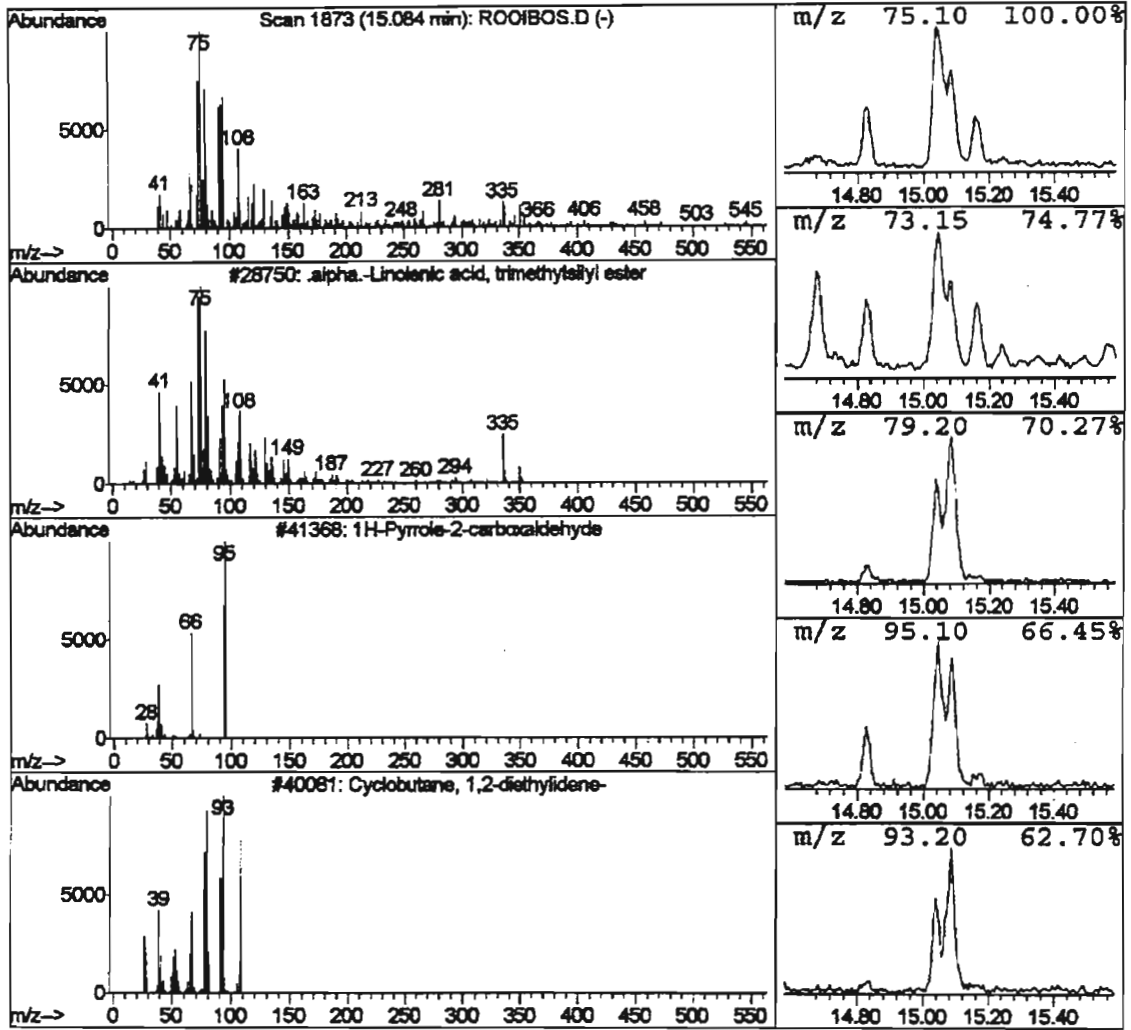 Abundance Scan 1873 (15.084 min): ROOIBOS.D (-)
75
5000
108
41
163
213
248
281
335
366
406
458
503
545
m/z--> 0 50 100 150 200 250 300 350 400 450 500 550
Abundance #28750: .alpha.-Linolenic acid, trimethylsilyl ester
75
5000
41
108
149
187
227
260
294
335
m/z--> 0 50 100 150 200 250 300 350 400 450 500 550
Abundance #41368: 1H-Pyrrole-2-carboxaldehyde
95
5000
66
28
0
m/z--> 0 50 100 150 200 250 300 350 400 450 500 550
Abundance #40081: Cyclobutane, 1,2-diethylidene-
93
5000
39
0
m/z--> 0 50 100 150 200 250 300 350 400 450 500 550
m/z 75.10 100.00%
14.80 15.00 15.20 15.40
m/z 73.15 74.77%
14.80 15.00 15.20 15.40
m/z 79.20 70.27%
14.80 15.00 15.20 15.40
m/z 95.10 66.45%
14.80 15.00 15.20 15.40
m/z 93.20 62.70%
14.80 15.00 15.20 15.40